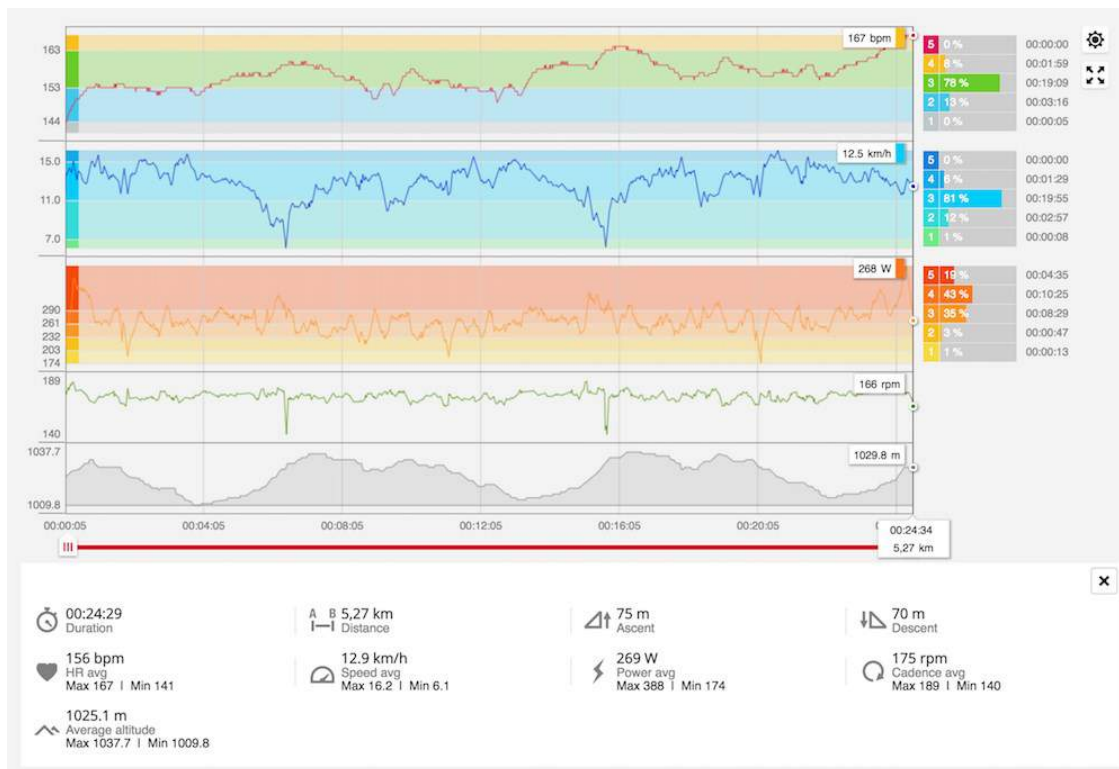 167 bpm
163
153
144
5 0 % 00:00:00
4 8 % 00:01:59
3 78 % 00:19:09
2 13 % 00:03:16
1 0 % 00:00:05
12.5 km/h
15.0
11.0
7.0
5 0 % 00:00:00
4 6 % 00:01:29
3 81 % 00:19:55
2 12 % 00:02:57
1 1 % 00:00:08
268 W
290
261
232
203
174
5 19 % 00:04:35
4 43 % 00:10:25
3 35 % 00:08:29
2 3 % 00:00:47
1 1 % 00:00:13
189
166 rpm
140
1037.7
1029.8 m
1009.8
00:00:05 00:04:05 00:08:05 00:12:05 00:16:05 00:20:05
00:24:34
5,27 km
00:24:29
Duration
A B 5,27 km
Distance
75 m
Ascent
70 m
Descent
156 bpm
HR avg
Max 167 | Min 141
12.9 km/h
Speed avg
Max 16.2 | Min 6.1
269 W
Power avg
Max 388 | Min 174
175 rpm
Cadence avg
Max 189 | Min 140
1025.1 m
Average altitude
Max 1037.7 | Min 1009.8